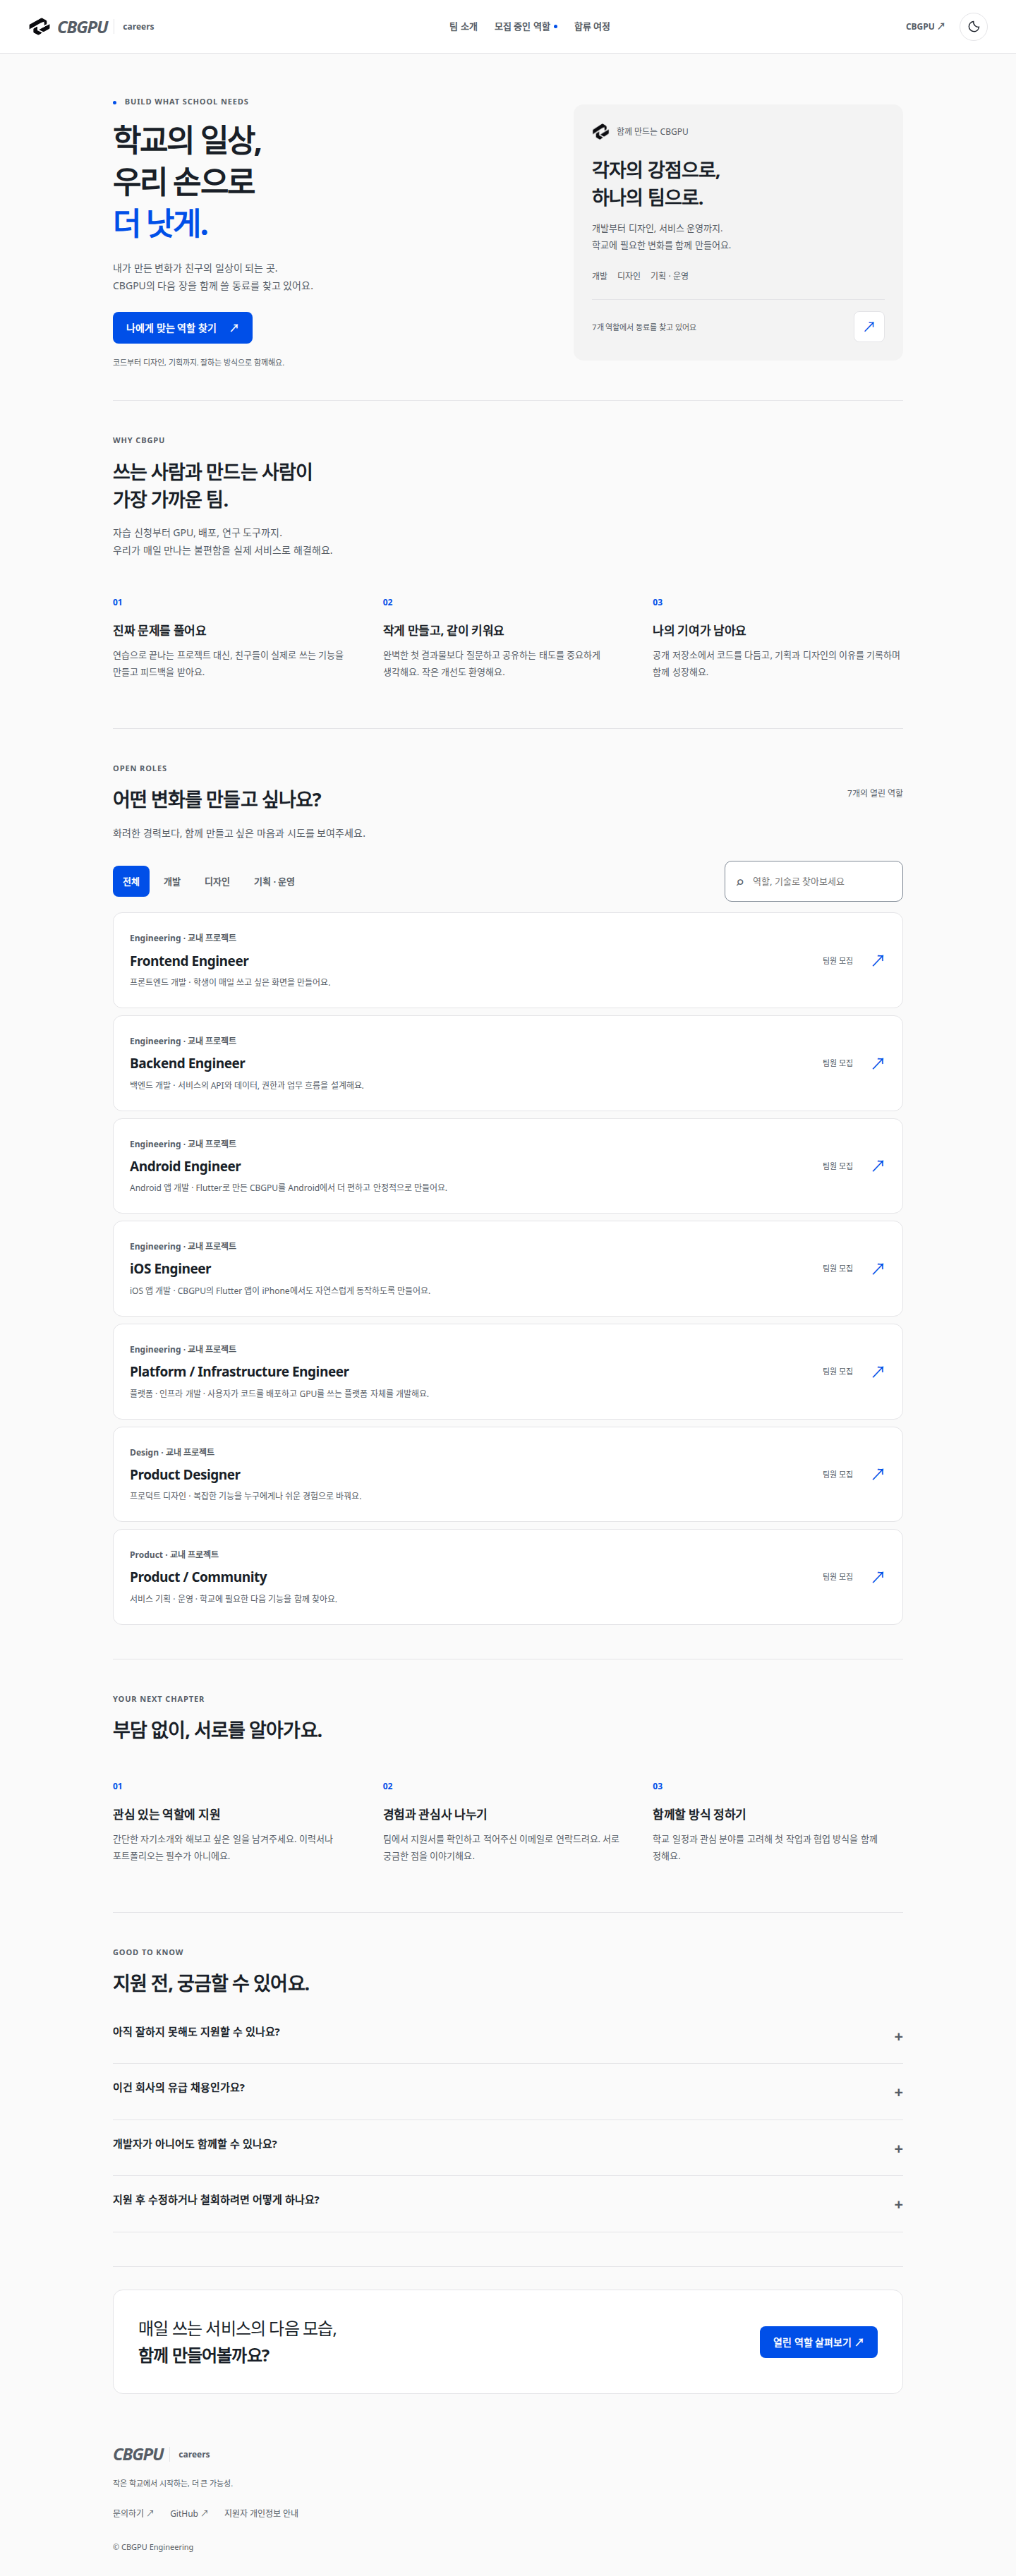 CBGPU careers
팀 소개 모집 중인 역할 합류 여정
CBGPU ↗
BUILD WHAT SCHOOL NEEDS
학교의 일상,
우리 손으로
더 낫게.
내가 만든 변화가 친구의 일상이 되는 곳.
CBGPU의 다음 장을 함께 쓸 동료를 찾고 있어요.
나에게 맞는 역할 찾기 ↗
코드부터 디자인, 기획까지. 잘하는 방식으로 함께해요.
함께 만드는 CBGPU
각자의 강점으로,
하나의 팀으로.
개발부터 디자인, 서비스 운영까지.
학교에 필요한 변화를 함께 만들어요.
개발 디자인 기획 · 운영
7개 역할에서 동료를 찾고 있어요 ↗
WHY CBGPU
쓰는 사람과 만드는 사람이
가장 가까운 팀.
자습 신청부터 GPU, 배포, 연구 도구까지.
우리가 매일 만나는 불편함을 실제 서비스로 해결해요.
01
진짜 문제를 풀어요
연습으로 끝나는 프로젝트 대신, 친구들이 실제로 쓰는 기능을
만들고 피드백을 받아요.
02
작게 만들고, 같이 키워요
완벽한 첫 결과물보다 질문하고 공유하는 태도를 중요하게
생각해요. 작은 개선도 환영해요.
03
나의 기여가 남아요
공개 저장소에서 코드를 다듬고, 기획과 디자인의 이유를 기록하며
함께 성장해요.
OPEN ROLES
어떤 변화를 만들고 싶나요?
7개의 열린 역할
화려한 경력보다, 함께 만들고 싶은 마음과 시도를 보여주세요.
전체 개발 디자인 기획 · 운영
역할, 기술로 찾아보세요
Engineering · 교내 프로젝트
Frontend Engineer
프론트엔드 개발 · 학생이 매일 쓰고 싶은 화면을 만들어요.
팀원 모집 ↗
Engineering · 교내 프로젝트
Backend Engineer
백엔드 개발 · 서비스의 API와 데이터, 권한과 업무 흐름을 설계해요.
팀원 모집 ↗
Engineering · 교내 프로젝트
Android Engineer
Android 앱 개발 · Flutter로 만든 CBGPU를 Android에서 더 편하고 안정적으로 만들어요.
팀원 모집 ↗
Engineering · 교내 프로젝트
iOS Engineer
iOS 앱 개발 · CBGPU의 Flutter 앱이 iPhone에서도 자연스럽게 동작하도록 만들어요.
팀원 모집 ↗
Engineering · 교내 프로젝트
Platform / Infrastructure Engineer
플랫폼 · 인프라 개발 · 사용자가 코드를 배포하고 GPU를 쓰는 플랫폼 자체를 개발해요.
팀원 모집 ↗
Design · 교내 프로젝트
Product Designer
프로덕트 디자인 · 복잡한 기능을 누구에게나 쉬운 경험으로 바꿔요.
팀원 모집 ↗
Product · 교내 프로젝트
Product / Community
서비스 기획 · 운영 · 학교에 필요한 다음 기능을 함께 찾아요.
팀원 모집 ↗
YOUR NEXT CHAPTER
부담 없이, 서로를 알아가요.
01
관심 있는 역할에 지원
간단한 자기소개와 해보고 싶은 일을 남겨주세요. 이력서나
포트폴리오는 필수가 아니에요.
02
경험과 관심사 나누기
팀에서 지원서를 확인하고 적어주신 이메일로 연락드려요. 서로
궁금한 점을 이야기해요.
03
함께할 방식 정하기
학교 일정과 관심 분야를 고려해 첫 작업과 협업 방식을 함께
정해요.
GOOD TO KNOW
지원 전, 궁금할 수 있어요.
아직 잘하지 못해도 지원할 수 있나요? +
이건 회사의 유급 채용인가요? +
개발자가 아니어도 함께할 수 있나요? +
지원 후 수정하거나 철회하려면 어떻게 하나요? +
매일 쓰는 서비스의 다음 모습,
함께 만들어볼까요?
열린 역할 살펴보기 ↗
CBGPU careers
작은 학교에서 시작하는, 더 큰 가능성.
문의하기 ↗ GitHub ↗ 지원자 개인정보 안내
© CBGPU Engineering